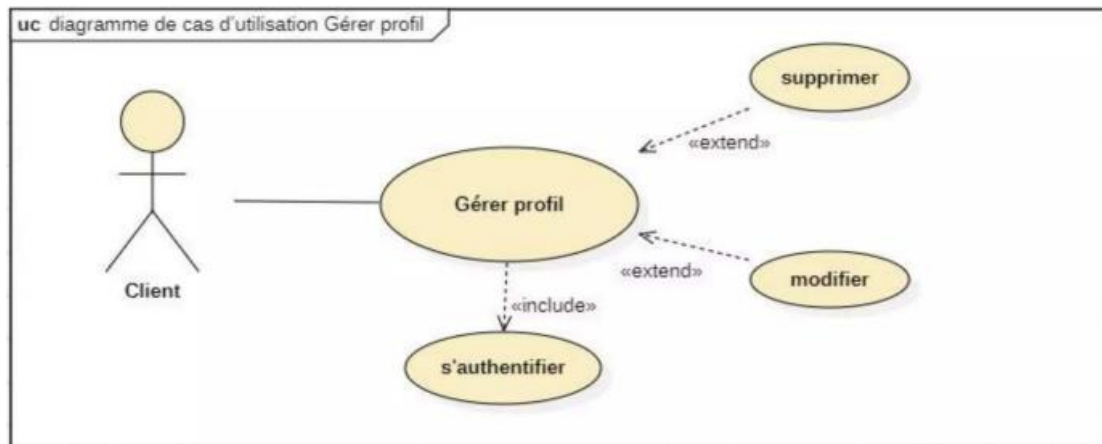 uc diagramme de cas d'utilisation Gérer profil
supprimer
«extend»
Gérer profil
«extend»
modifier
Client
«include»
s'authentifier